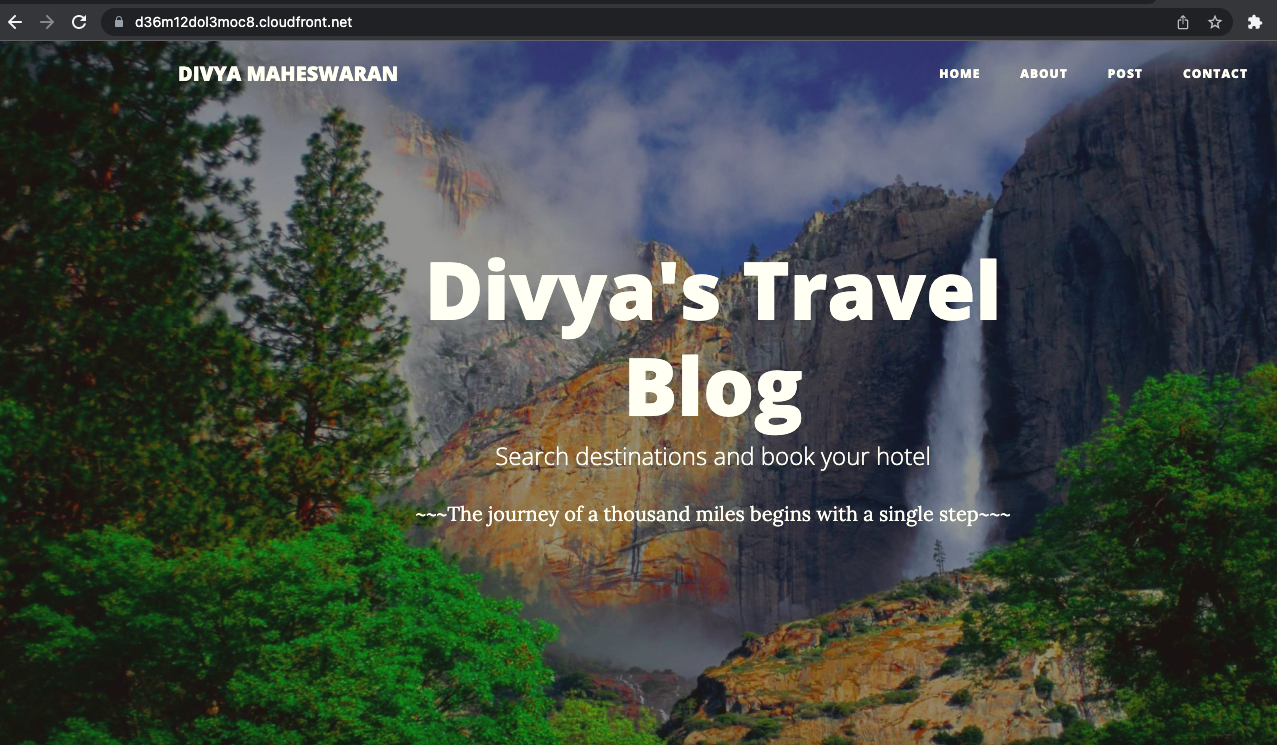 d36m12dol3moc8.cloudfront.net
DIVYA MAHESWARAN
HOME ABOUT POST CONTACT
Divya's Travel
Blog
Search destinations and book your hotel
~~~The journey of a thousand miles begins with a single step~~~